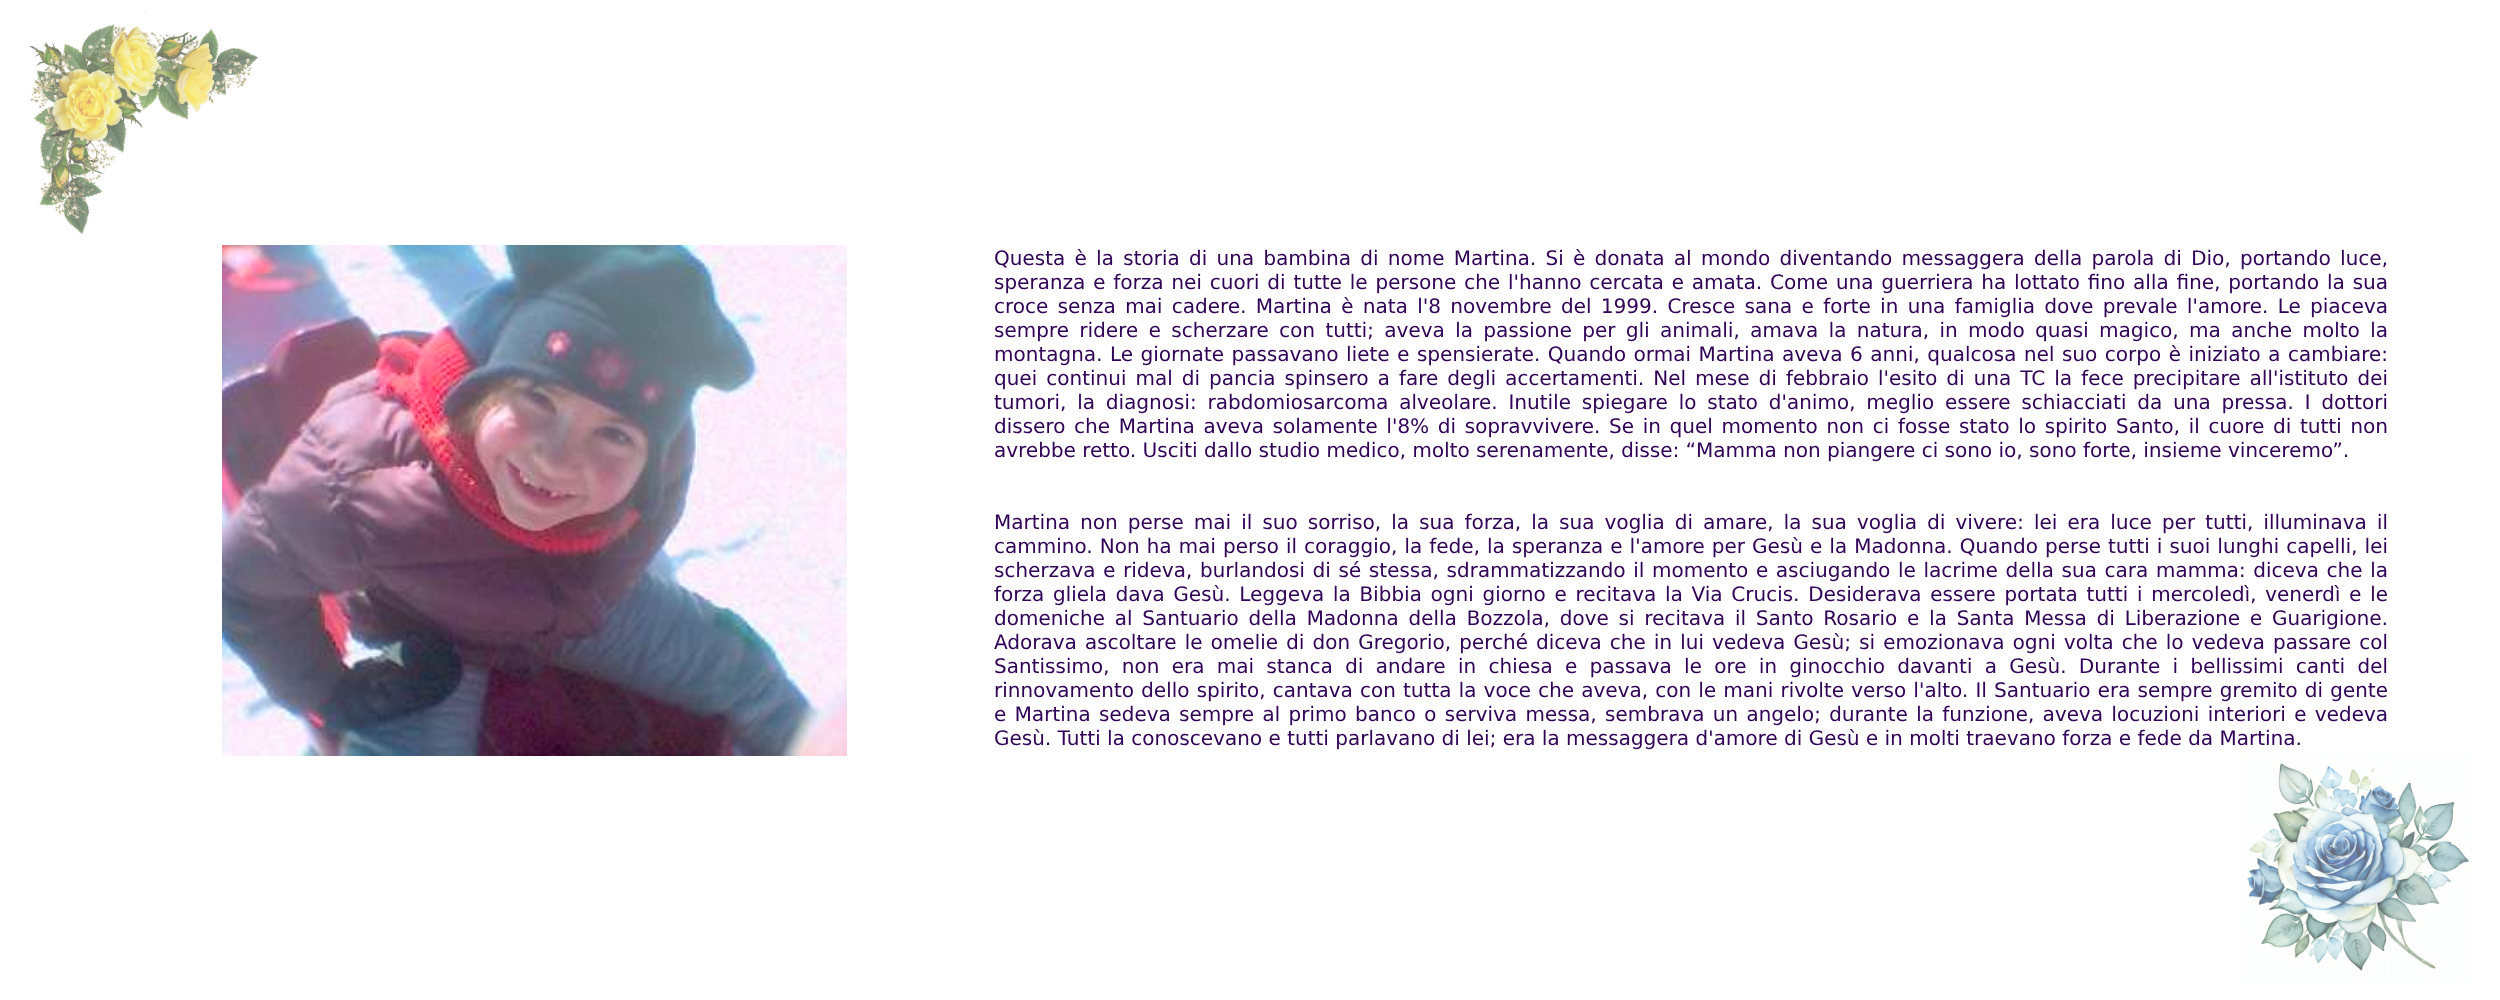 Questa è la storia di una bambina di nome Martina. Si è donata al mondo diventando messaggera della parola di Dio, portando luce,
speranza e forza nei cuori di tutte le persone che l'hanno cercata e amata. Come una guerriera ha lottato fino alla fine, portando la sua
croce senza mai cadere. Martina è nata l'8 novembre del 1999. Cresce sana e forte in una famiglia dove prevale l'amore. Le piaceva
sempre ridere e scherzare con tutti; aveva la passione per gli animali, amava la natura, in modo quasi magico, ma anche molto la
montagna. Le giornate passavano liete e spensierate. Quando ormai Martina aveva 6 anni, qualcosa nel suo corpo è iniziato a cambiare:
quei continui mal di pancia spinsero a fare degli accertamenti. Nel mese di febbraio l'esito di una TC la fece precipitare all'istituto dei
tumori, la diagnosi: rabdomiosarcoma alveolare. Inutile spiegare lo stato d'animo, meglio essere schiacciati da una pressa. I dottori
dissero che Martina aveva solamente l'8% di sopravvivere. Se in quel momento non ci fosse stato lo spirito Santo, il cuore di tutti non
avrebbe retto. Usciti dallo studio medico, molto serenamente, disse: “Mamma non piangere ci sono io, sono forte, insieme vinceremo”.
Martina non perse mai il suo sorriso, la sua forza, la sua voglia di amare, la sua voglia di vivere: lei era luce per tutti, illuminava il
cammino. Non ha mai perso il coraggio, la fede, la speranza e l'amore per Gesù e la Madonna. Quando perse tutti i suoi lunghi capelli, lei
scherzava e rideva, burlandosi di sé stessa, sdrammatizzando il momento e asciugando le lacrime della sua cara mamma: diceva che la
forza gliela dava Gesù. Leggeva la Bibbia ogni giorno e recitava la Via Crucis. Desiderava essere portata tutti i mercoledì, venerdì e le
domeniche al Santuario della Madonna della Bozzola, dove si recitava il Santo Rosario e la Santa Messa di Liberazione e Guarigione.
Adorava ascoltare le omelie di don Gregorio, perché diceva che in lui vedeva Gesù; si emozionava ogni volta che lo vedeva passare col
Santissimo, non era mai stanca di andare in chiesa e passava le ore in ginocchio davanti a Gesù. Durante i bellissimi canti del
rinnovamento dello spirito, cantava con tutta la voce che aveva, con le mani rivolte verso l'alto. Il Santuario era sempre gremito di gente
e Martina sedeva sempre al primo banco o serviva messa, sembrava un angelo; durante la funzione, aveva locuzioni interiori e vedeva
Gesù. Tutti la conoscevano e tutti parlavano di lei; era la messaggera d'amore di Gesù e in molti traevano forza e fede da Martina.